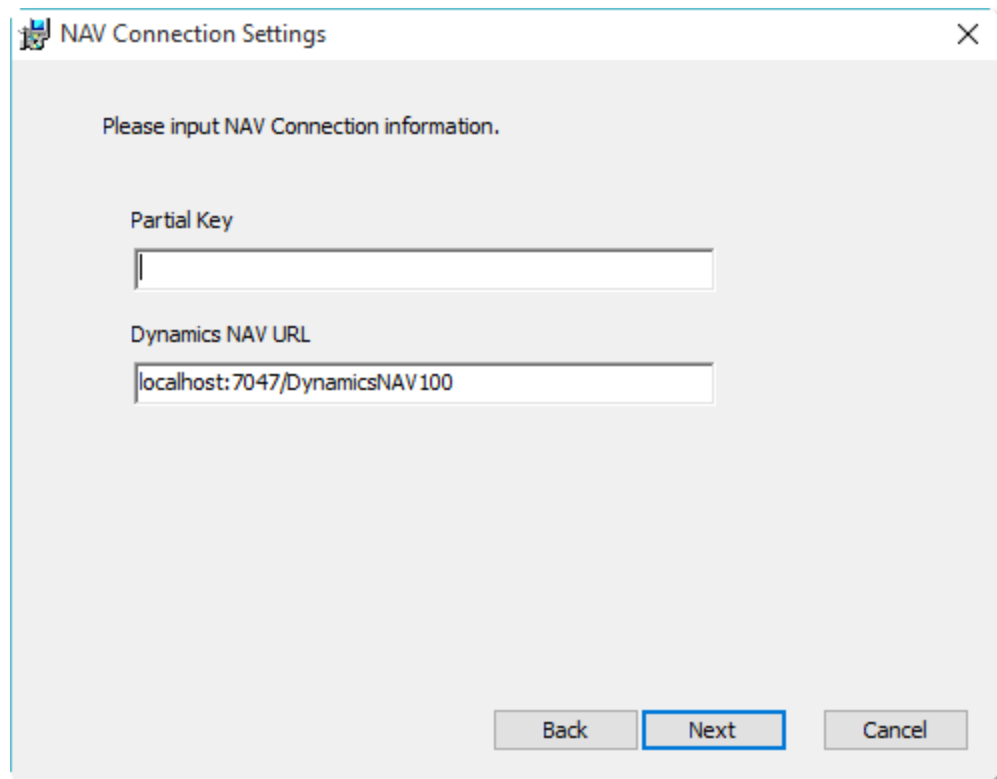 NAV Connection Settings
Please input NAV Connection information.
Partial Key
Dynamics NAV URL
localhost:7047/DynamicsNAV100
Back Next Cancel